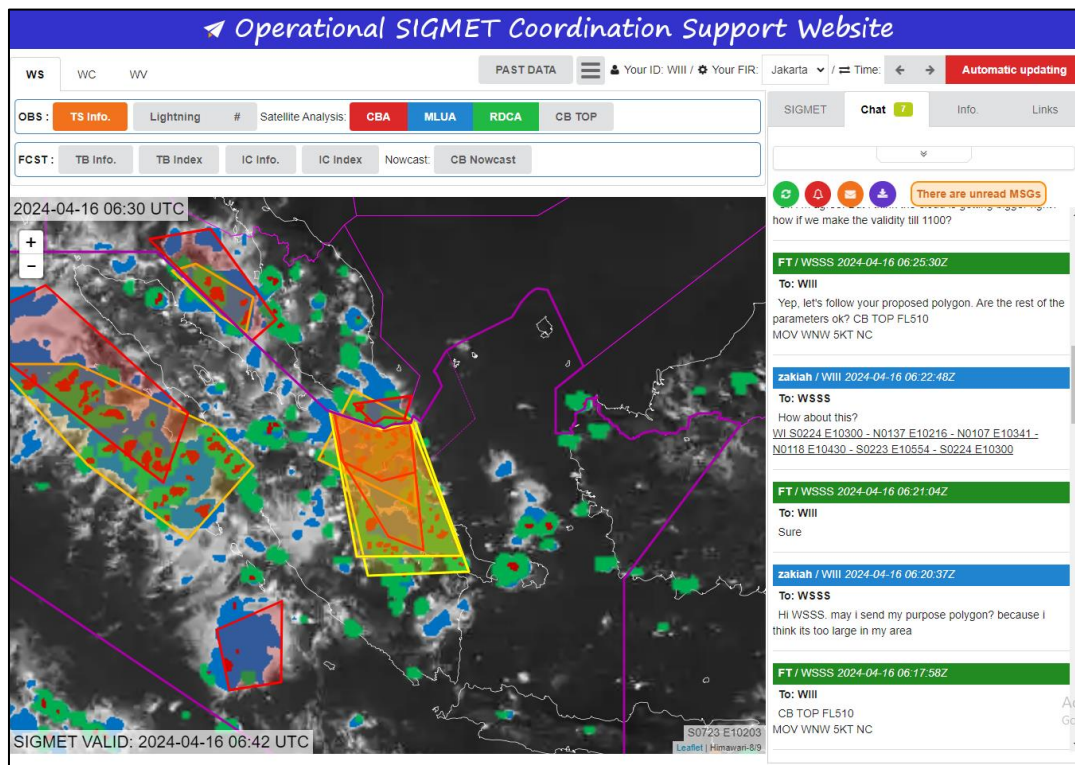 Operational SIGMET Coordination Support Website
WS WC WV
PAST DATA Your ID: WIII / Your FIR: Jakarta / Time: Automatic updating
OBS : TS Info. Lightning # Satellite Analysis: CBA MLUA RDCA CB TOP
FCST : TB Info. TB Index IC Info. IC Index Nowcast: CB Nowcast
2024-04-16 06:30 UTC
+
−
S0723 E10203
Leaflet | Himawari-8/9
SIGMET VALID: 2024-04-16 06:42 UTC
SIGMET Chat 7 Info. Links
There are unread MSGs
how if we make the validity till 1100?
FT / WSSS 2024-04-16 06:25:30Z
To: WIII
Yep, let's follow your proposed polygon. Are the rest of the
parameters ok? CB TOP FL510
MOV WNW 5KT NC
zakiah / WIII 2024-04-16 06:22:48Z
To: WSSS
How about this?
WI S0224 E10300 - N0137 E10216 - N0107 E10341 -
N0118 E10430 - S0223 E10554 - S0224 E10300
FT / WSSS 2024-04-16 06:21:04Z
To: WIII
Sure
zakiah / WIII 2024-04-16 06:20:37Z
To: WSSS
Hi WSSS. may i send my purpose polygon? because i
think its too large in my area
FT / WSSS 2024-04-16 06:17:58Z
To: WIII
CB TOP FL510
MOV WNW 5KT NC